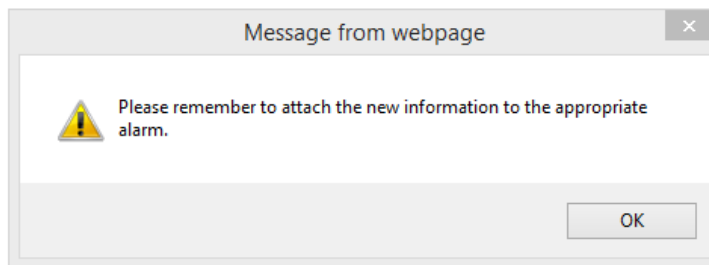 Message from webpage
Please remember to attach the new information to the appropriate
alarm.
OK